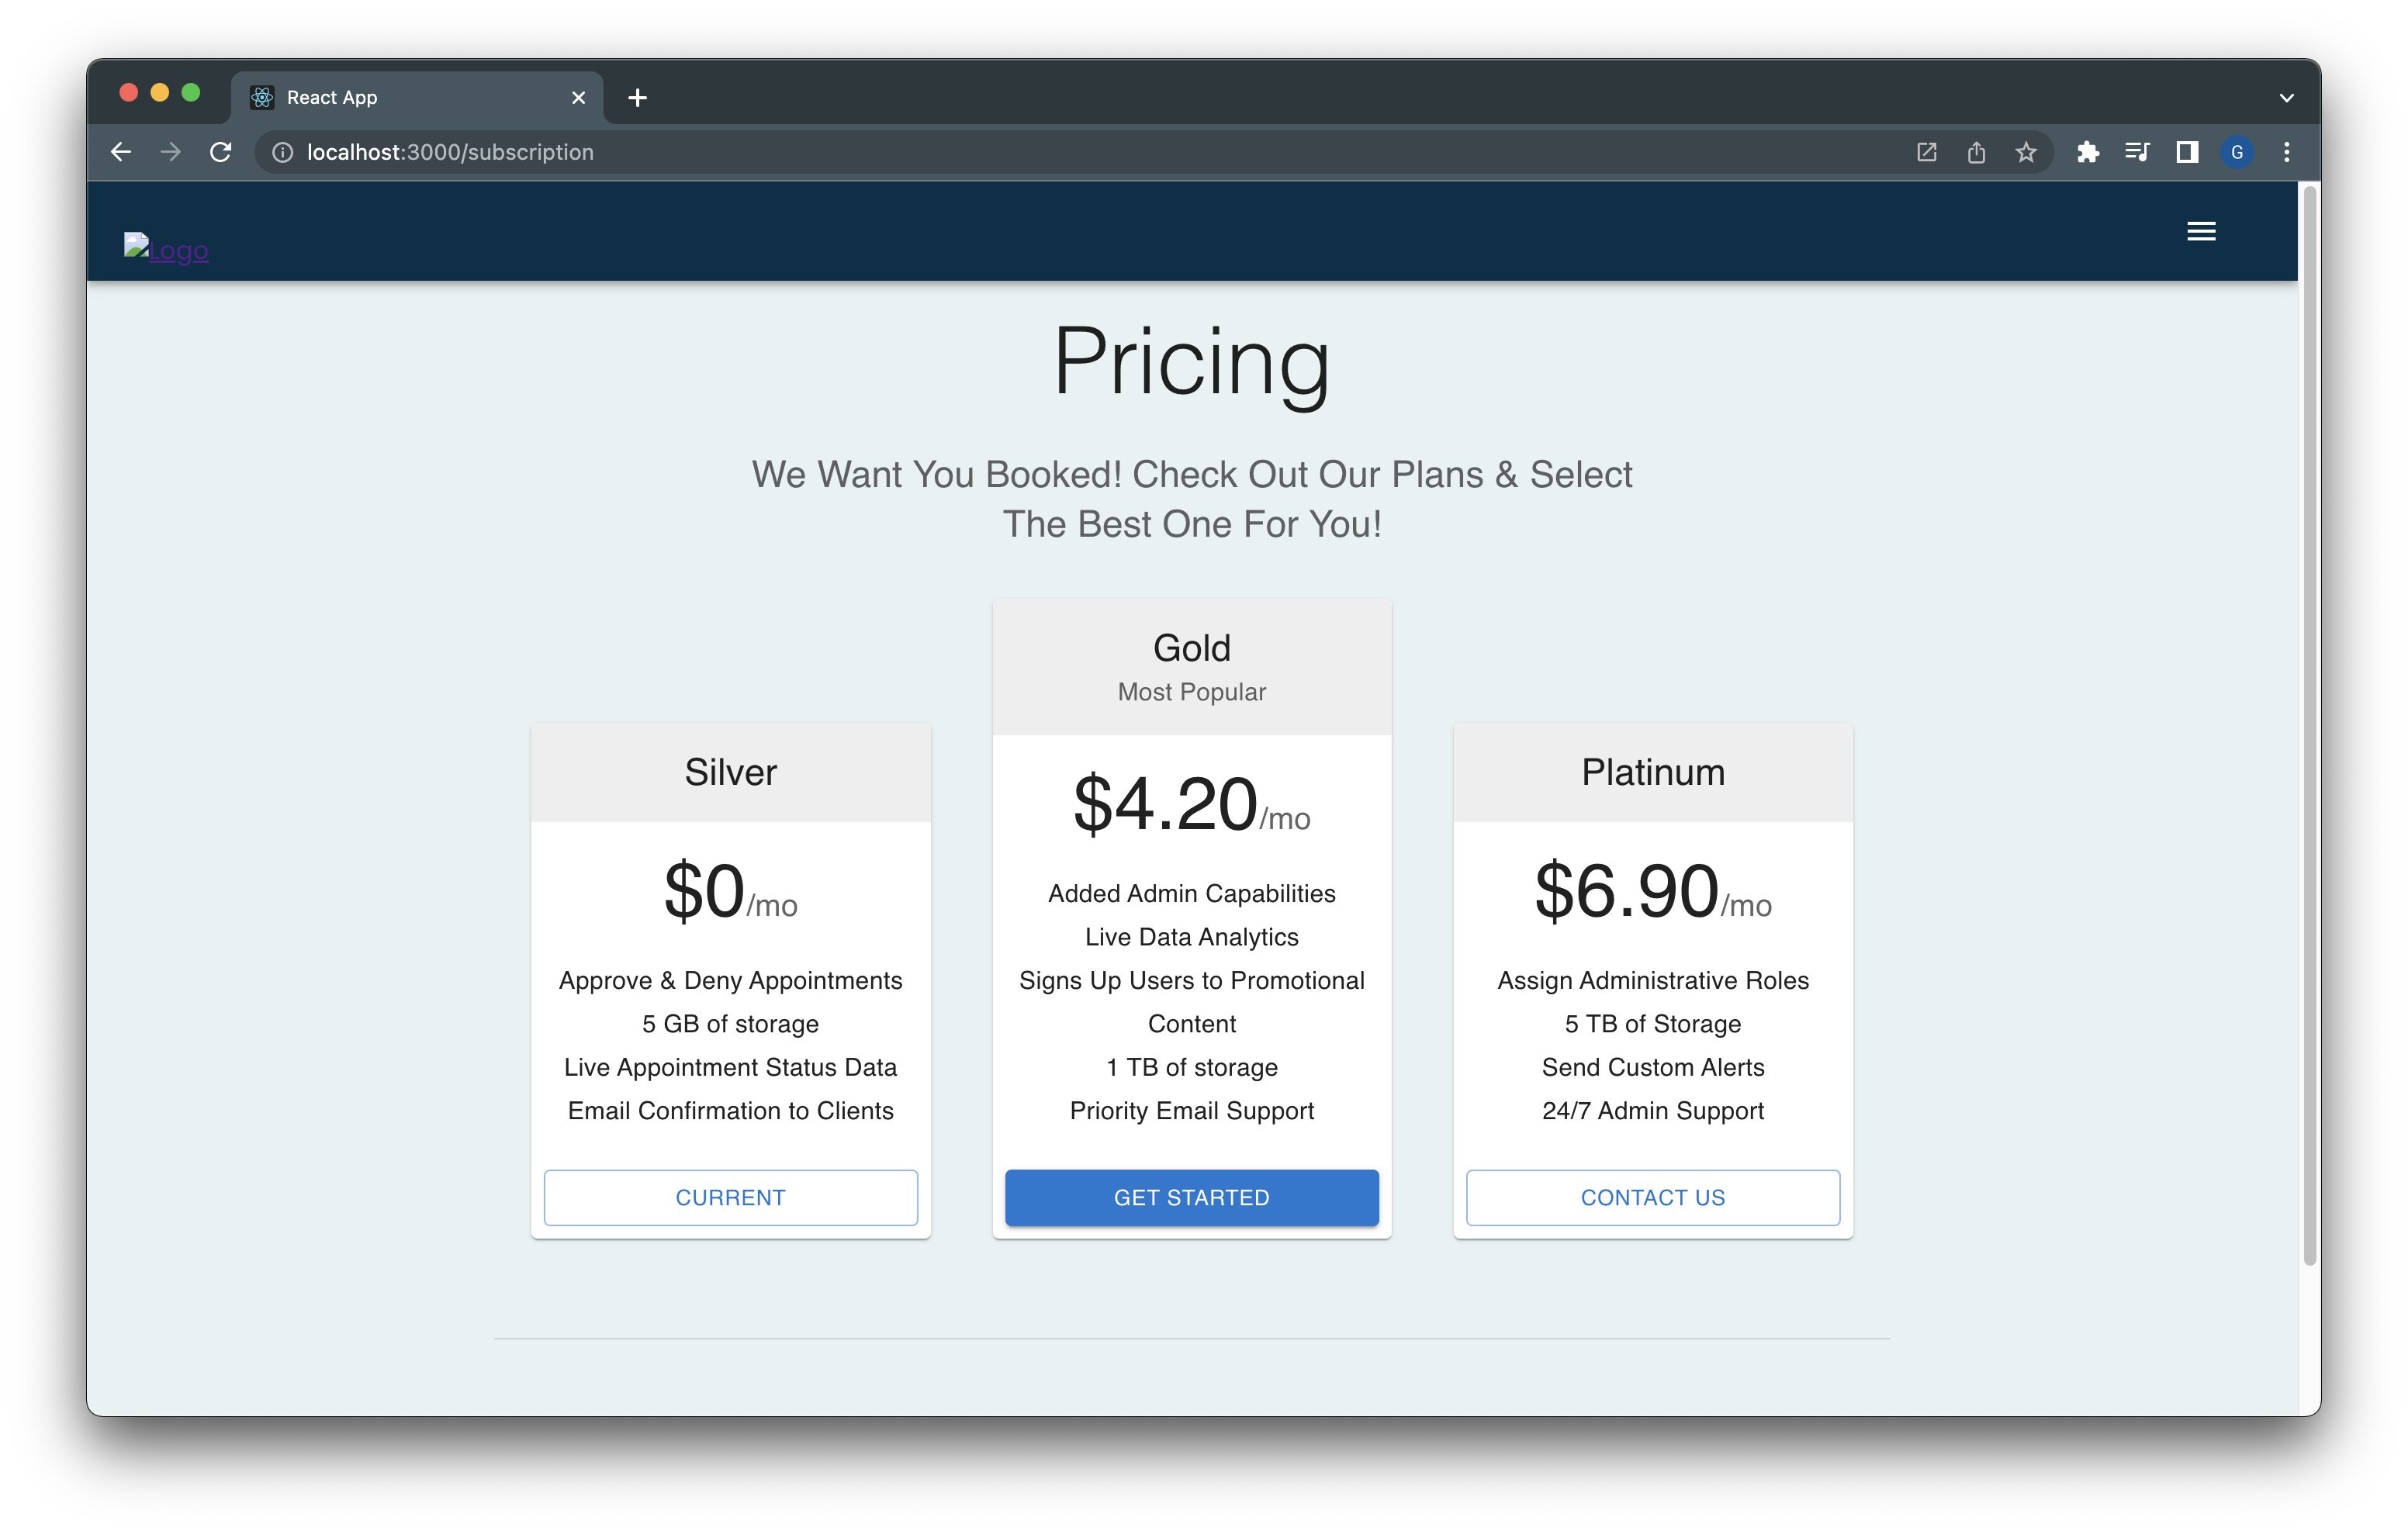 React App
localhost:3000/subscription
G
Logo
Pricing
We Want You Booked! Check Out Our Plans & Select
The Best One For You!
Silver
$0/mo
Approve & Deny Appointments
5 GB of storage
Live Appointment Status Data
Email Confirmation to Clients
CURRENT
Gold
Most Popular
$4.20/mo
Added Admin Capabilities
Live Data Analytics
Signs Up Users to Promotional
Content
1 TB of storage
Priority Email Support
GET STARTED
Platinum
$6.90/mo
Assign Administrative Roles
5 TB of Storage
Send Custom Alerts
24/7 Admin Support
CONTACT US